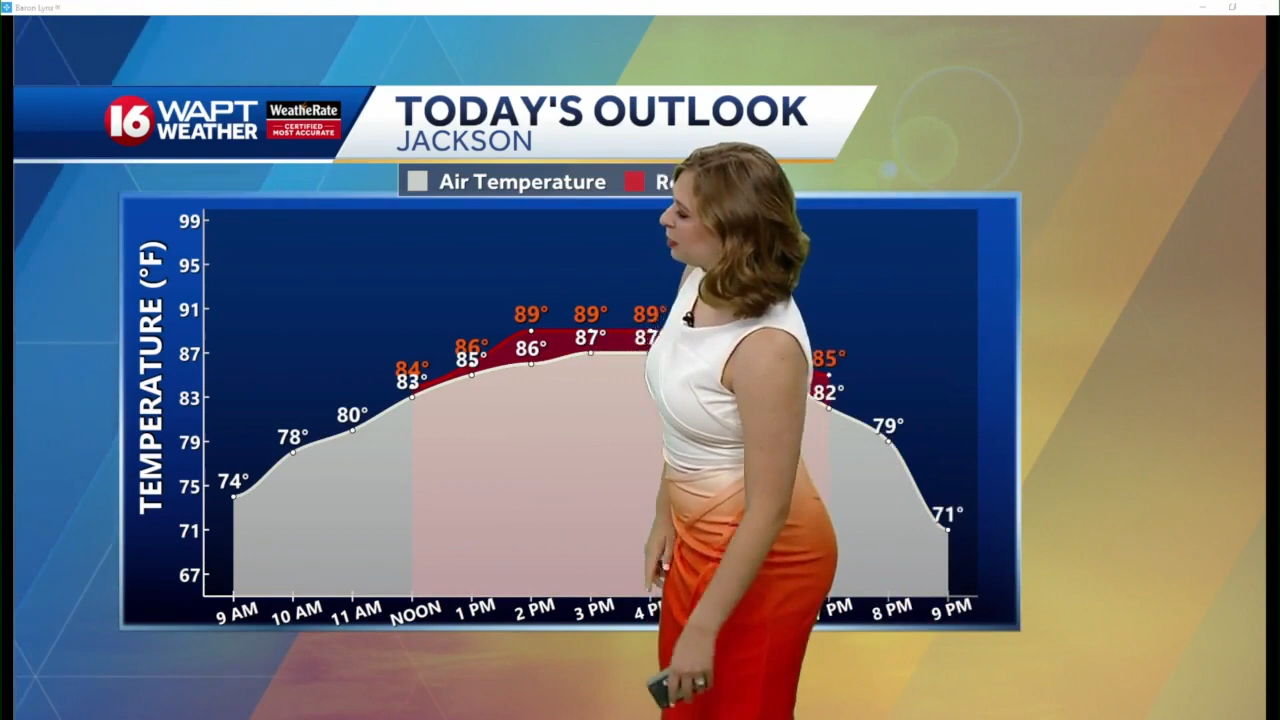 Baron Lynx
16 WAPT WEATHER
WeatheRate
CERTIFIED
MOST ACCURATE
TODAY'S OUTLOOK
JACKSON
Air Temperature
TEMPERATURE (°F)
99
95
91
87
83
79
75
71
67
89° 89° 89°
84° 86° 85°
74° 78° 80° 83° 85° 86° 87° 87° 82° 79° 71°
9 AM 10 AM 11 AM NOON 1 PM 2 PM 3 PM 4 PM 8 PM 9 PM